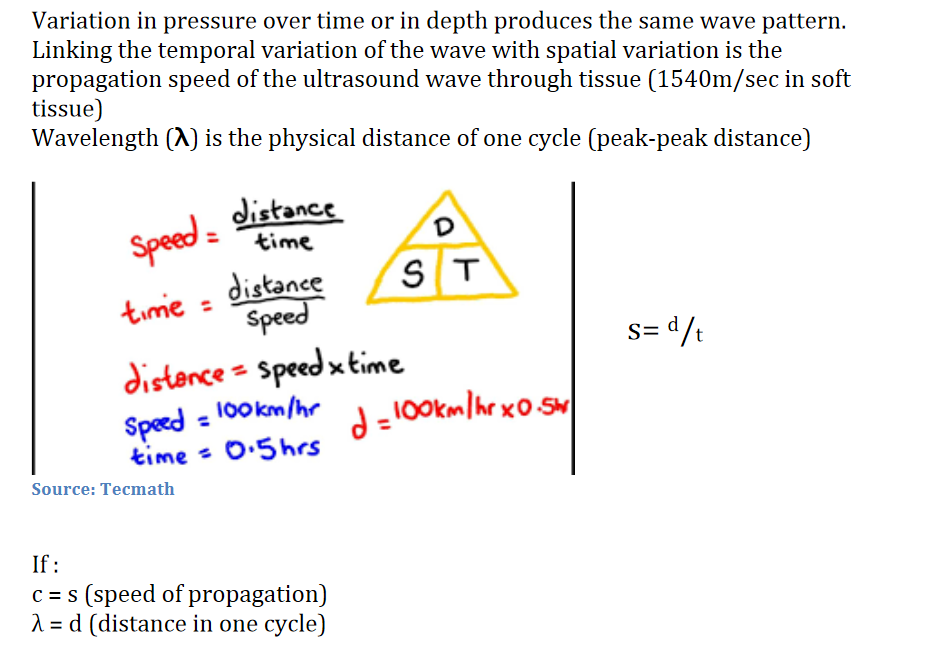 Variation in pressure over time or in depth produces the same wave pattern.
Linking the temporal variation of the wave with spatial variation is the
propagation speed of the ultrasound wave through tissue (1540m/sec in soft
tissue)
Wavelength (λ) is the physical distance of one cycle (peak-peak distance)
speed = distance / time
time = distance / speed
D
S T
distance = speed x time
speed = 100km/hr
time = 0.5hrs
d = 100km/hr x 0.5hr
s= d/t
Source: Tecmath
If :
c = s (speed of propagation)
λ = d (distance in one cycle)